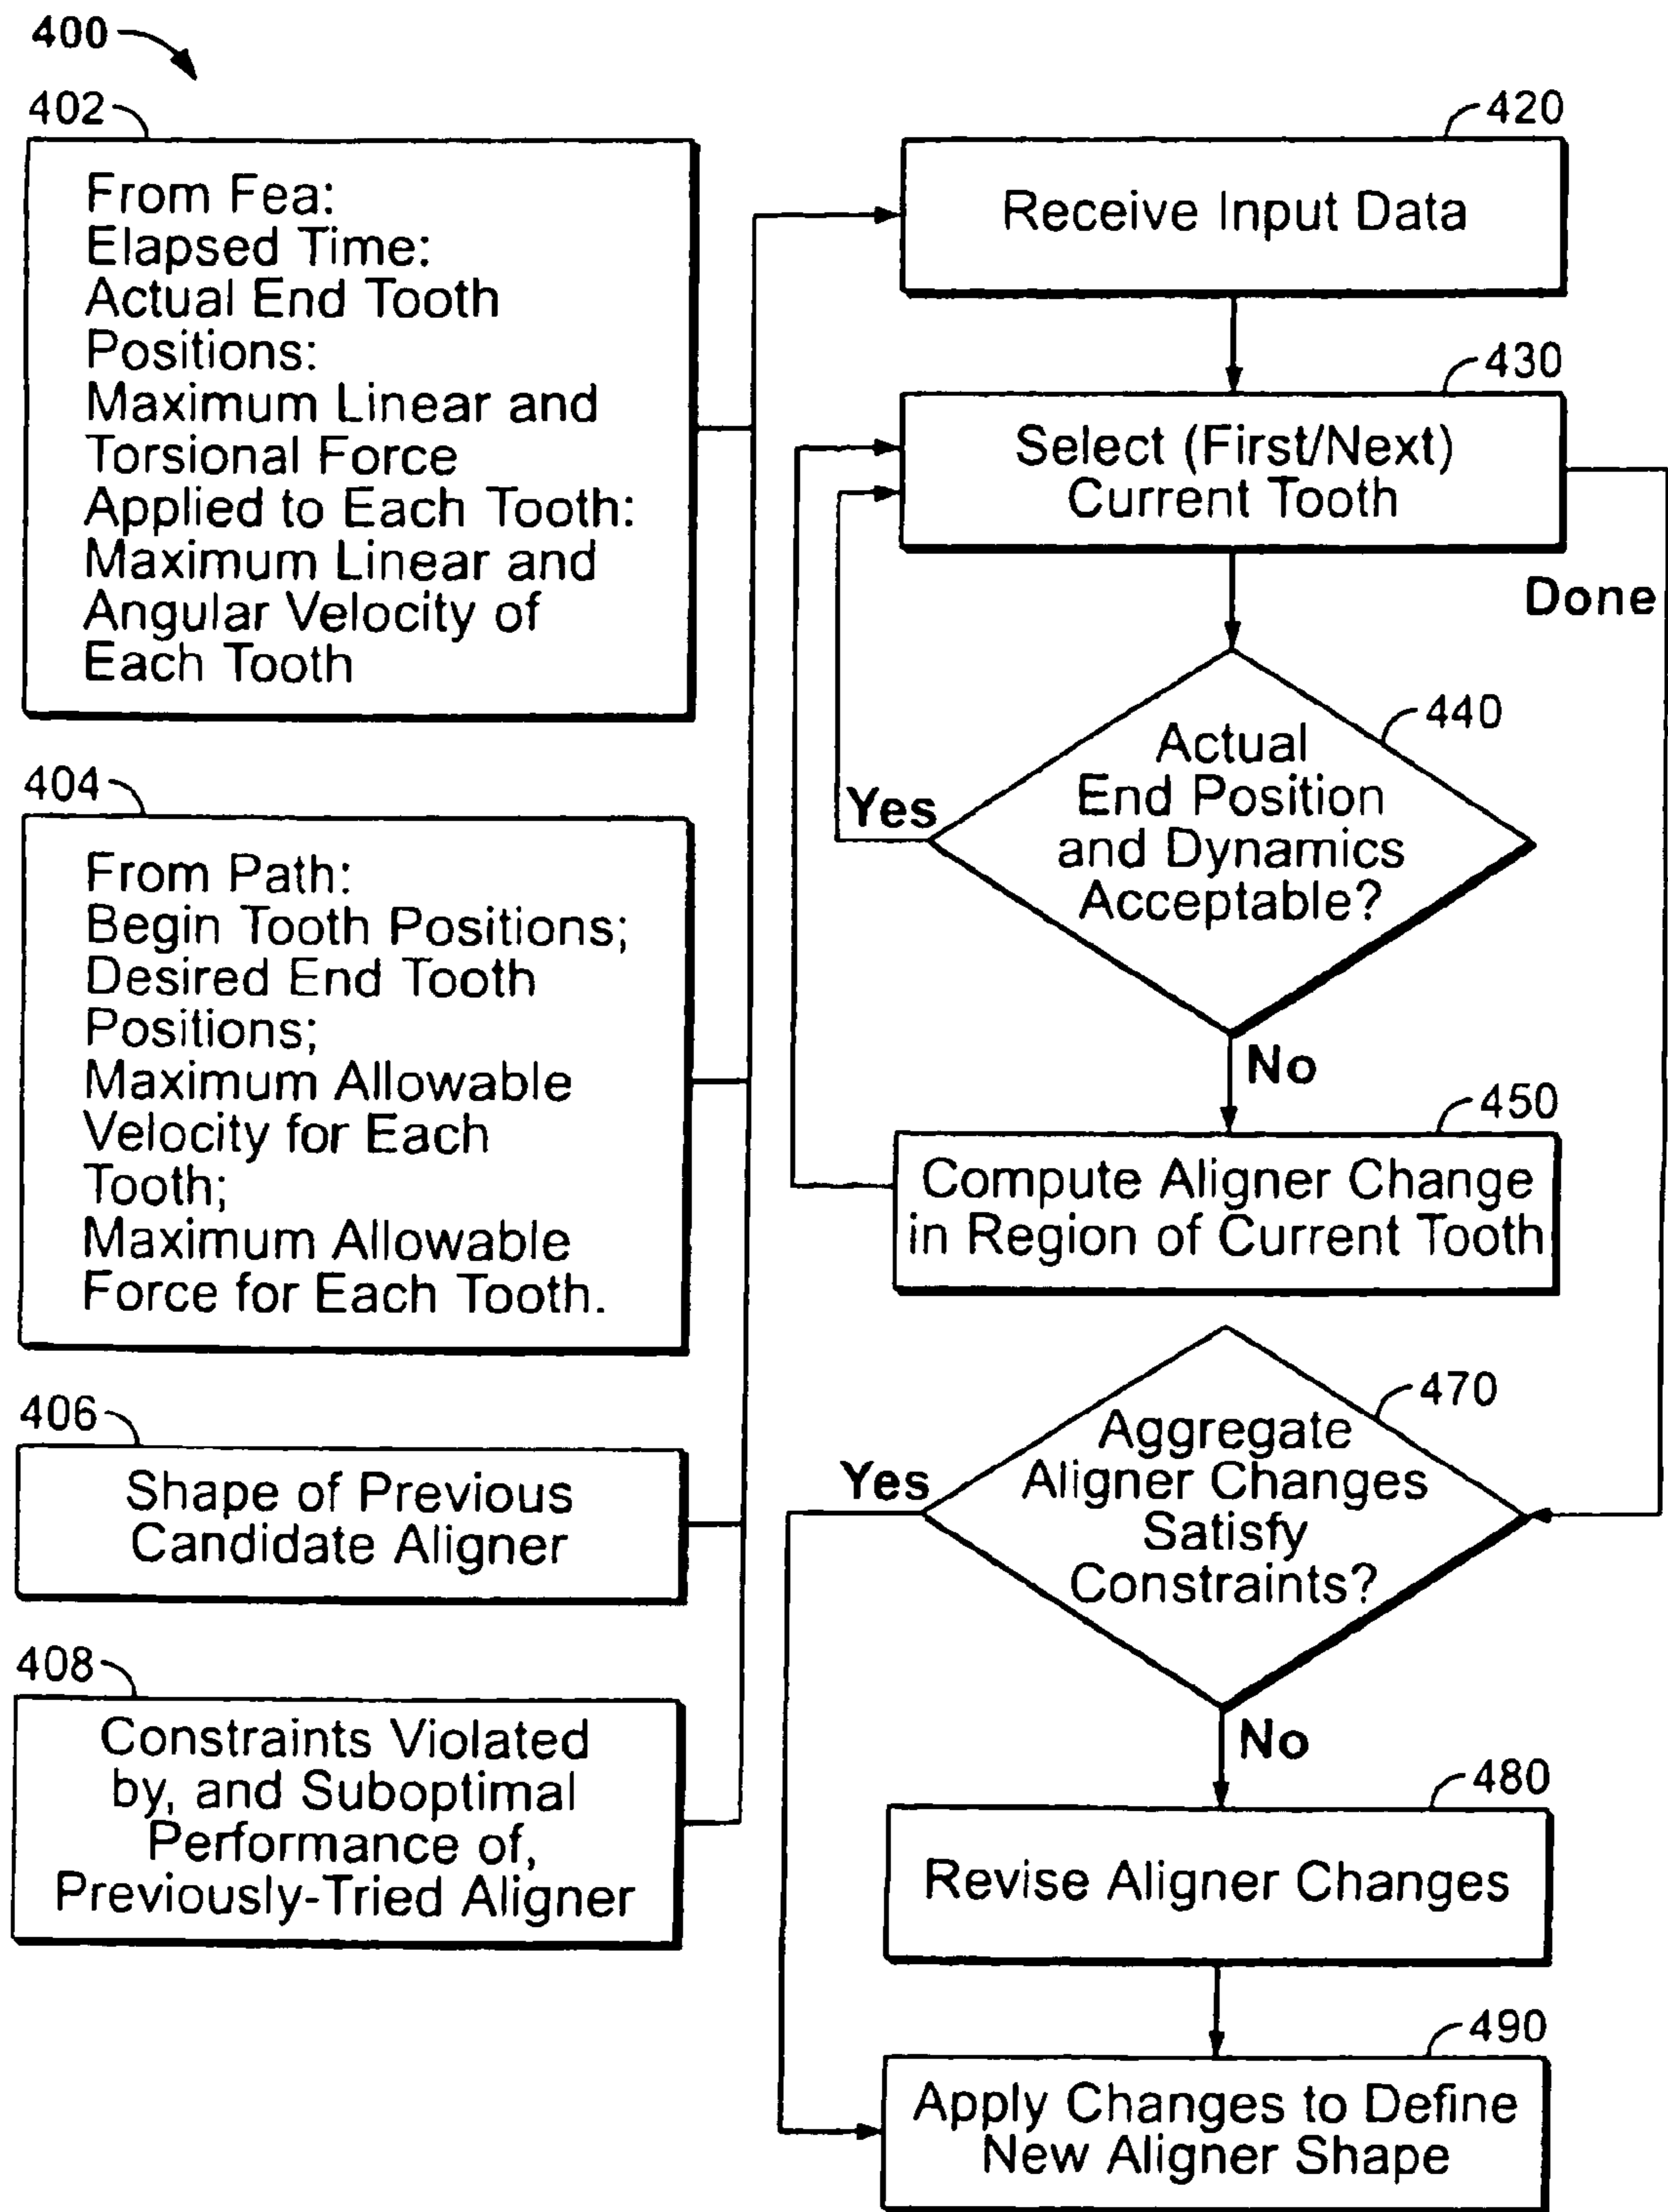 400
402
From Fea:
Elapsed Time:
Actual End Tooth
Positions:
Maximum Linear and
Torsional Force
Applied to Each Tooth:
Maximum Linear and
Angular Velocity of
Each Tooth
404
From Path:
Begin Tooth Positions;
Desired End Tooth
Positions;
Maximum Allowable
Velocity for Each
Tooth;
Maximum Allowable
Force for Each Tooth.
406
Shape of Previous
Candidate Aligner
408
Constraints Violated
by, and Suboptimal
Performance of,
Previously-Tried Aligner
420
Receive Input Data
430
Select (First/Next)
Current Tooth
Done
440
Actual
End Position
and Dynamics
Acceptable?
Yes
No
450
Compute Aligner Change
in Region of Current Tooth
470
Aggregate
Aligner Changes
Satisfy
Constraints?
Yes
No
480
Revise Aligner Changes
490
Apply Changes to Define
New Aligner Shape